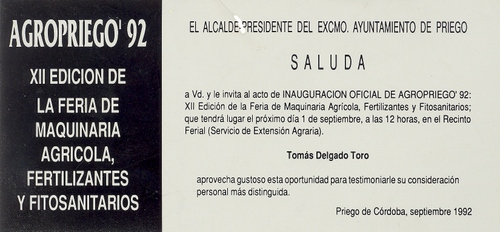 AGROPRIEGO' 92
XII EDICION DE
LA FERIA DE
MAQUINARIA
AGRICOLA,
FERTILIZANTES
Y FITOSANITARIOS
EL ALCALDE-PRESIDENTE DEL EXCMO. AYUNTAMIENTO DE PRIEGO
SALUDA
a Vd. y le invita al acto de INAUGURACION OFICIAL DE AGROPRIEGO' 92:
XII Edición de la Feria de Maquinaria Agrícola, Fertilizantes y Fitosanitarios;
que tendrá lugar el próximo día 1 de septiembre, a las 12 horas, en el Recinto
Ferial (Servicio de Extensión Agraria).
Tomás Delgado Toro
aprovecha gustoso esta oportunidad para testimoniarle su consideración
personal más distinguida.
Priego de Córdoba, septiembre 1992